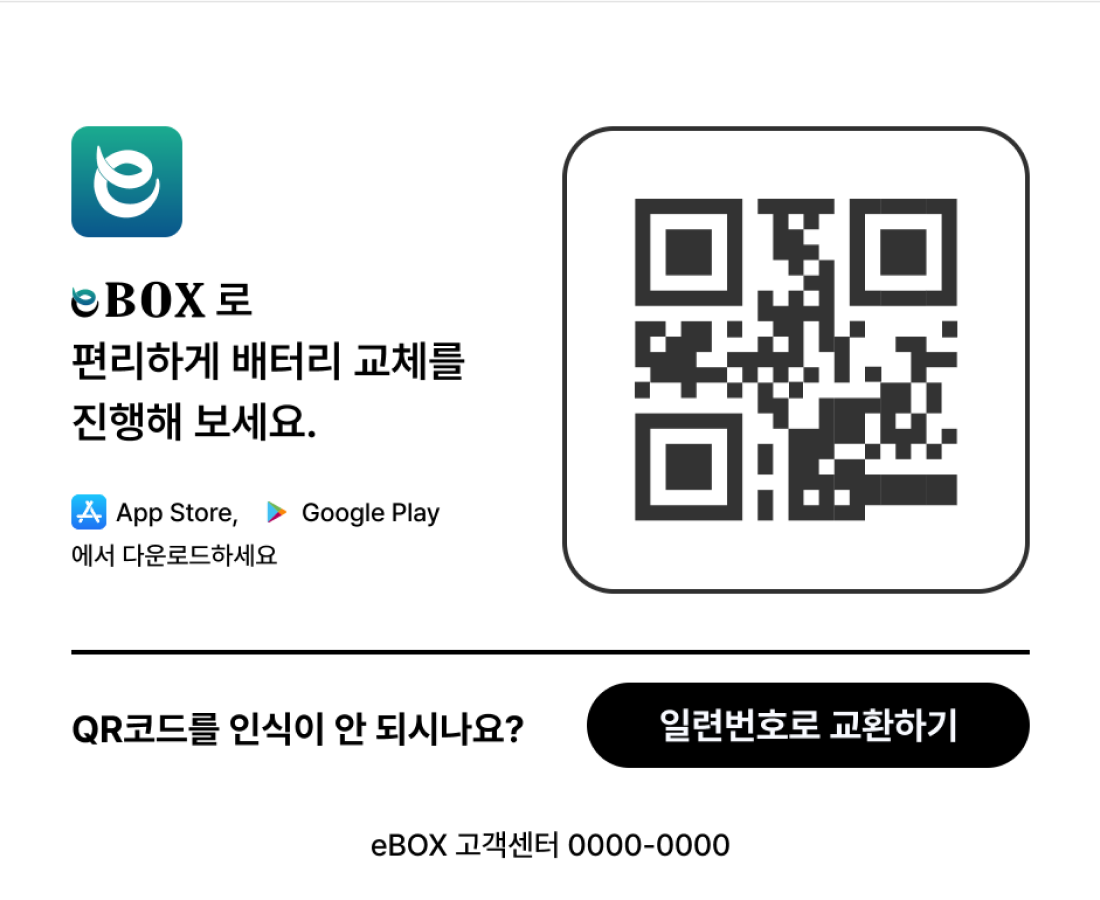 eBOX 로
편리하게 배터리 교체를
진행해 보세요.
App Store, Google Play
에서 다운로드하세요
QR코드를 인식이 안 되시나요?
일련번호로 교환하기
eBOX 고객센터 0000-0000